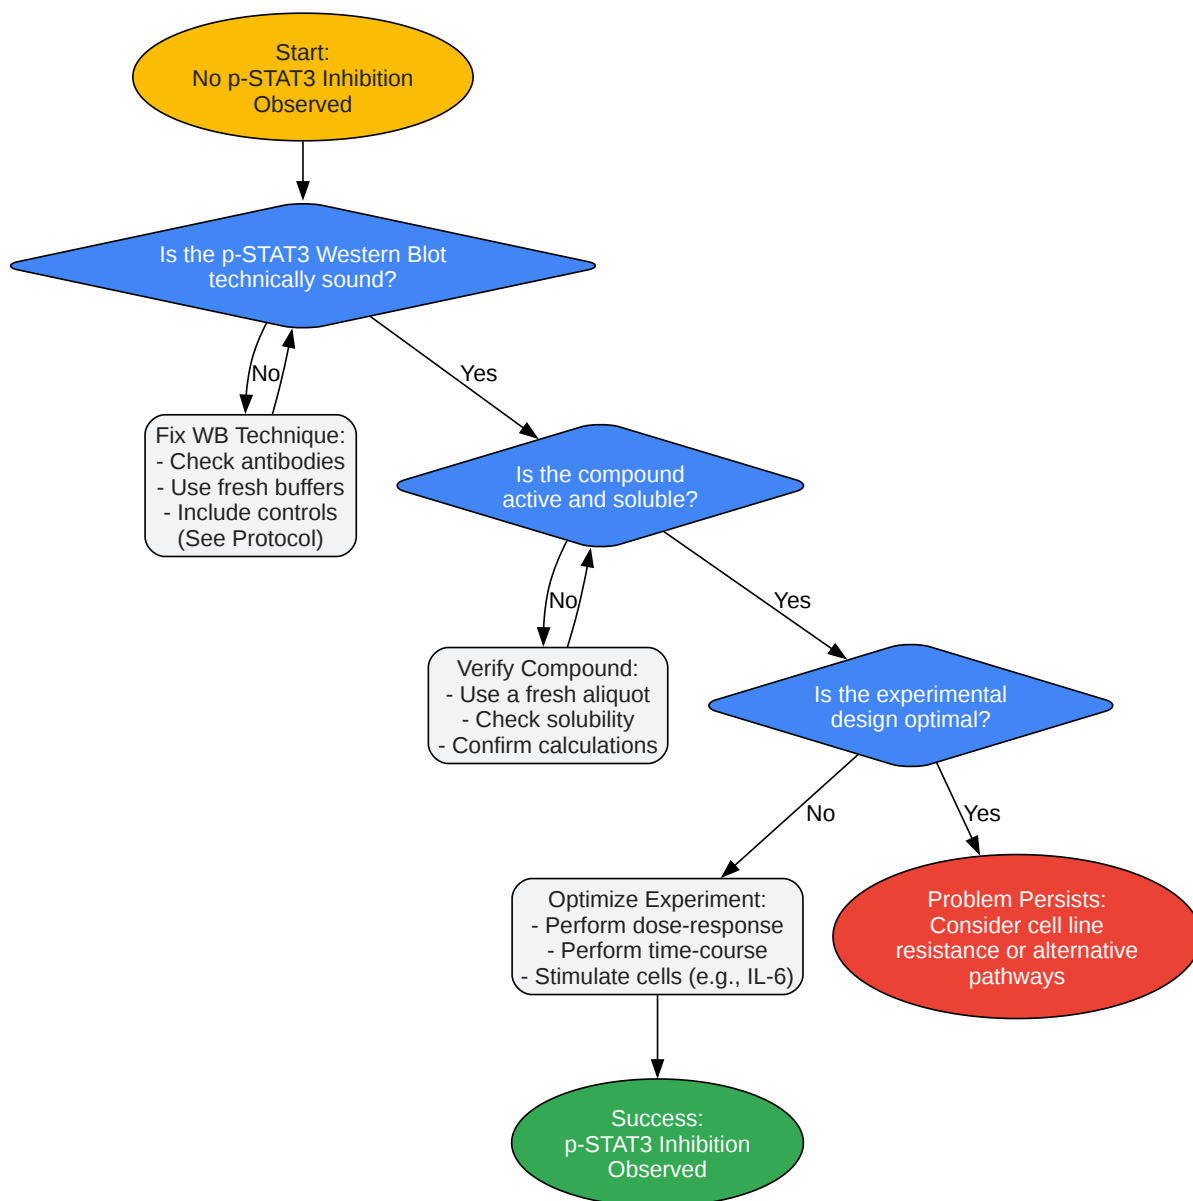 Start:
No p-STAT3 Inhibition
Observed
Is the p-STAT3 Western Blot
technically sound?
No
Yes
Fix WB Technique:
- Check antibodies
- Use fresh buffers
- Include controls
(See Protocol)
Is the compound
active and soluble?
No
Yes
Verify Compound:
- Use a fresh aliquot
- Check solubility
- Confirm calculations
Is the experimental
design optimal?
No
Yes
Optimize Experiment:
- Perform dose-response
- Perform time-course
- Stimulate cells (e.g., IL-6)
Problem Persists:
Consider cell line
resistance or alternative
pathways
Success:
p-STAT3 Inhibition
Observed